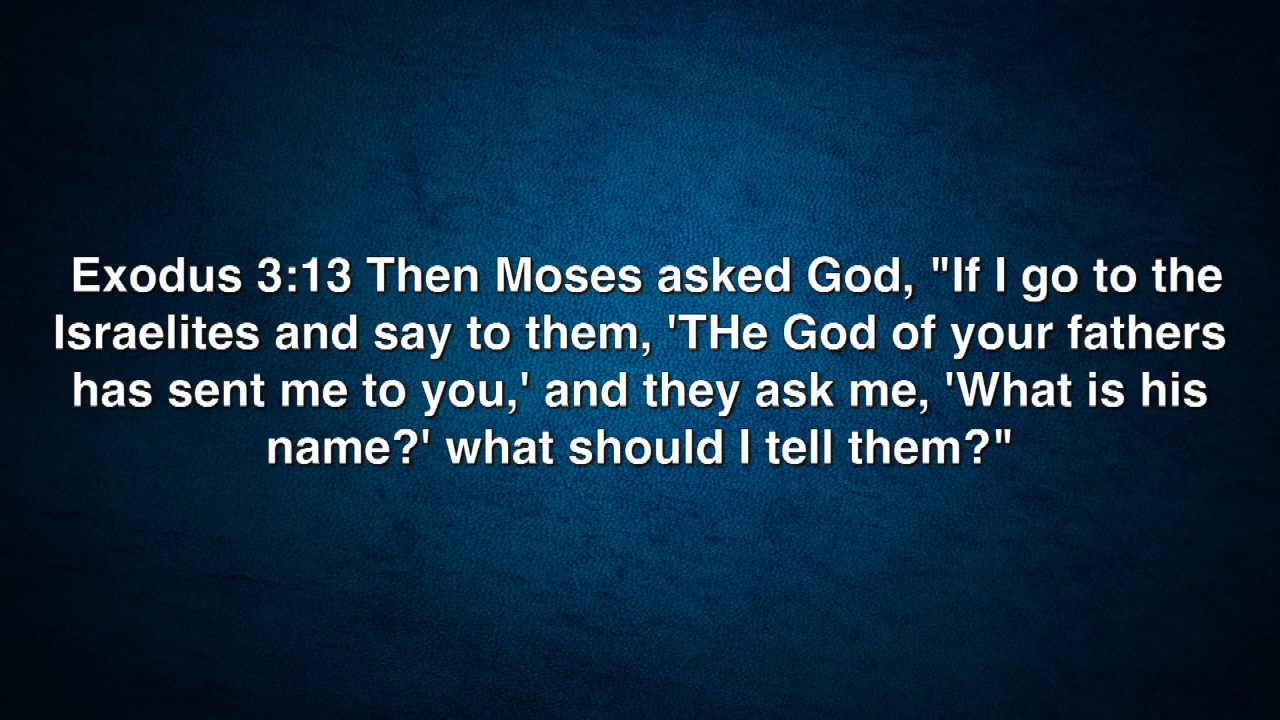 Exodus 3:13 Then Moses asked God, "If I go to the
Israelites and say to them, 'THe God of your fathers
has sent me to you,' and they ask me, 'What is his
name?' what should I tell them?"